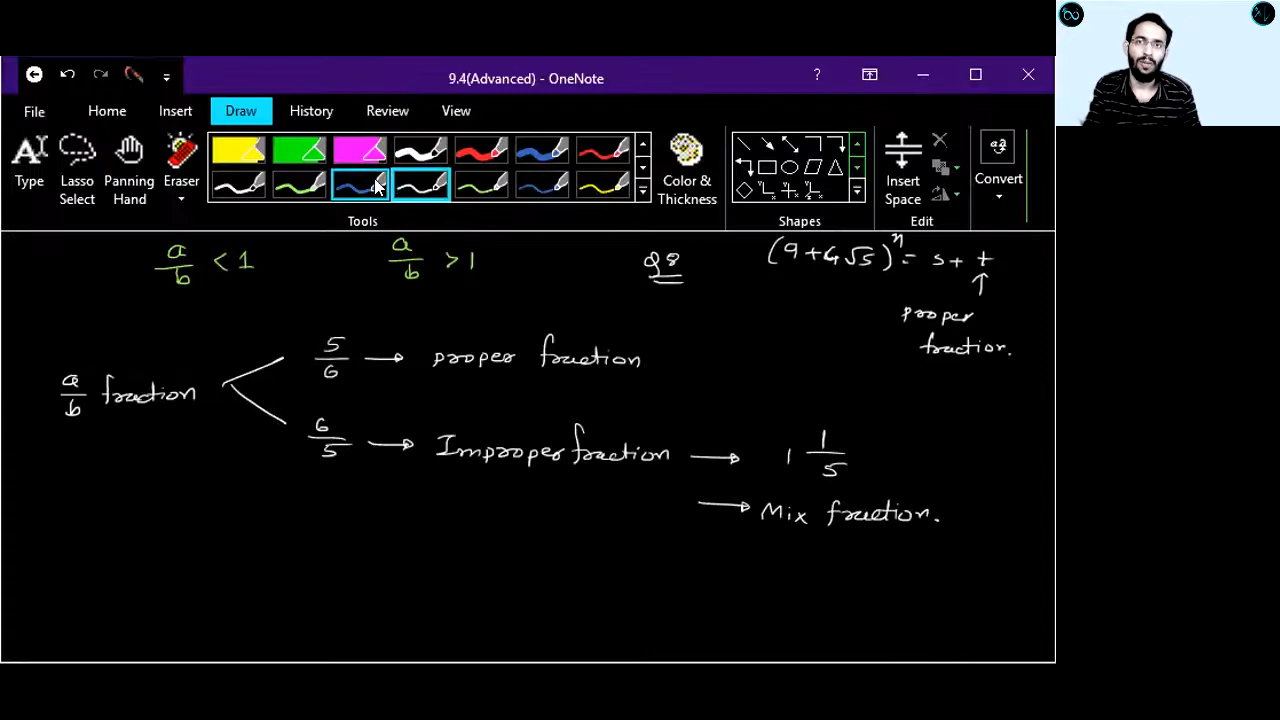 9.4(Advanced) - OneNote
?
File
Home
Insert
Draw
History
Review
View
Type
Lasso Select
Panning Hand
Eraser
Color & Thickness
Insert Space
Convert
Tools
Shapes
Edit
a/b < 1
a/b > 1
Q8
(9+4√5)^n = s + t
↑
proper
fraction.
5/6 → proper fraction
a/b fraction
6/5 → Improper fraction → 1 1/5
→ Mix fraction.